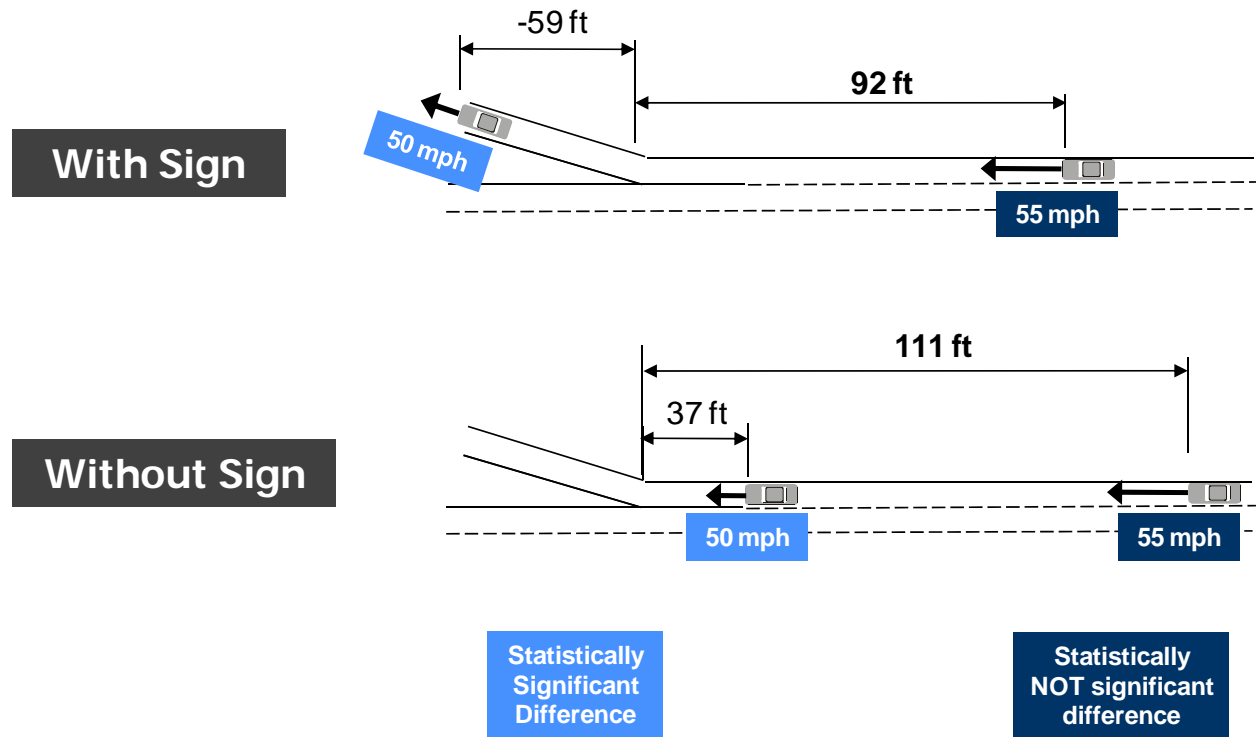 -59 ft
92 ft
With Sign
50 mph
55 mph
111 ft
37 ft
Without Sign
50 mph
55 mph
Statistically
Significant
Difference
Statistically
NOT significant
difference